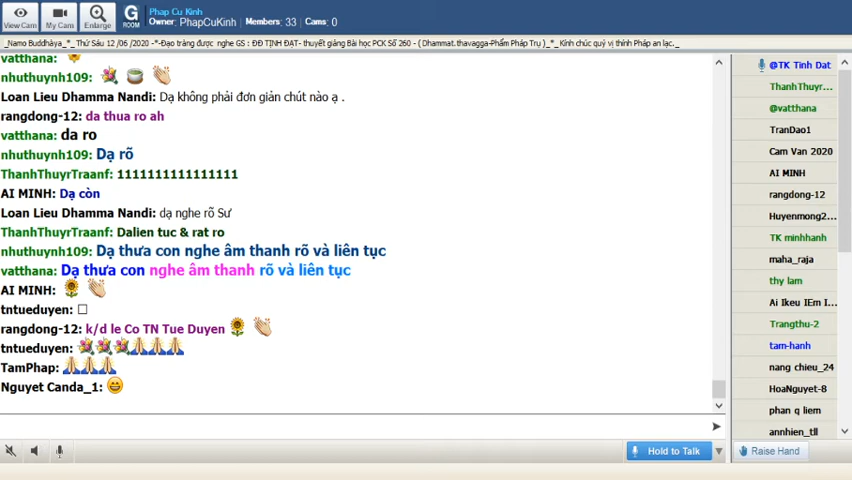 Phap Cu Kinh
Owner: PhapCuKinh Members: 33 Cams: 0
View Cam
My Cam
Enlarge
G
ROOM
_Namo Buddhàya_*_ Thứ Sáu 12 /06 /2020 -*-Đạo tràng được nghe GS : ĐĐ TỊNH ĐẠT- thuyết giảng Bài học PCK Số 260 - ( Dhammat.thavagga-Phẩm Pháp Trụ )_*_ Kính chúc quý vị thính Pháp an lạc._
vatthana:
nhuthuynh109:
Loan Lieu Dhamma Nandi: Dạ không phải đơn giản chút nào ạ .
rangdong-12: da thua ro ah
vatthana: da ro
nhuthuynh109: Dạ rõ
ThanhThuyrTraanf: 1111111111111111
AI MINH: Dạ còn
Loan Lieu Dhamma Nandi: dạ nghe rõ Sư
ThanhThuyrTraanf: Dalien tuc & rat ro
nhuthuynh109: Dạ thưa con nghe âm thanh rõ và liên tục
vatthana: Dạ thưa con nghe âm thanh rõ và liên tục
AI MINH:
tntueduyen:
rangdong-12: k/d le Co TN Tue Duyen
tntueduyen:
TamPhap:
Nguyet Canda_1:
@TK Tinh Dat
ThanhThuyr...
@vatthana
TranDao1
Cam Van 2020
AI MINH
rangdong-12
Huyenmong2...
TK minhhanh
maha_raja
thy lam
Ai Ikeu IEm I...
Trangthu-2
tam-hanh
nang chieu_24
HoaNguyet-8
phan q liem
annhien_tll
Hold to Talk
Raise Hand